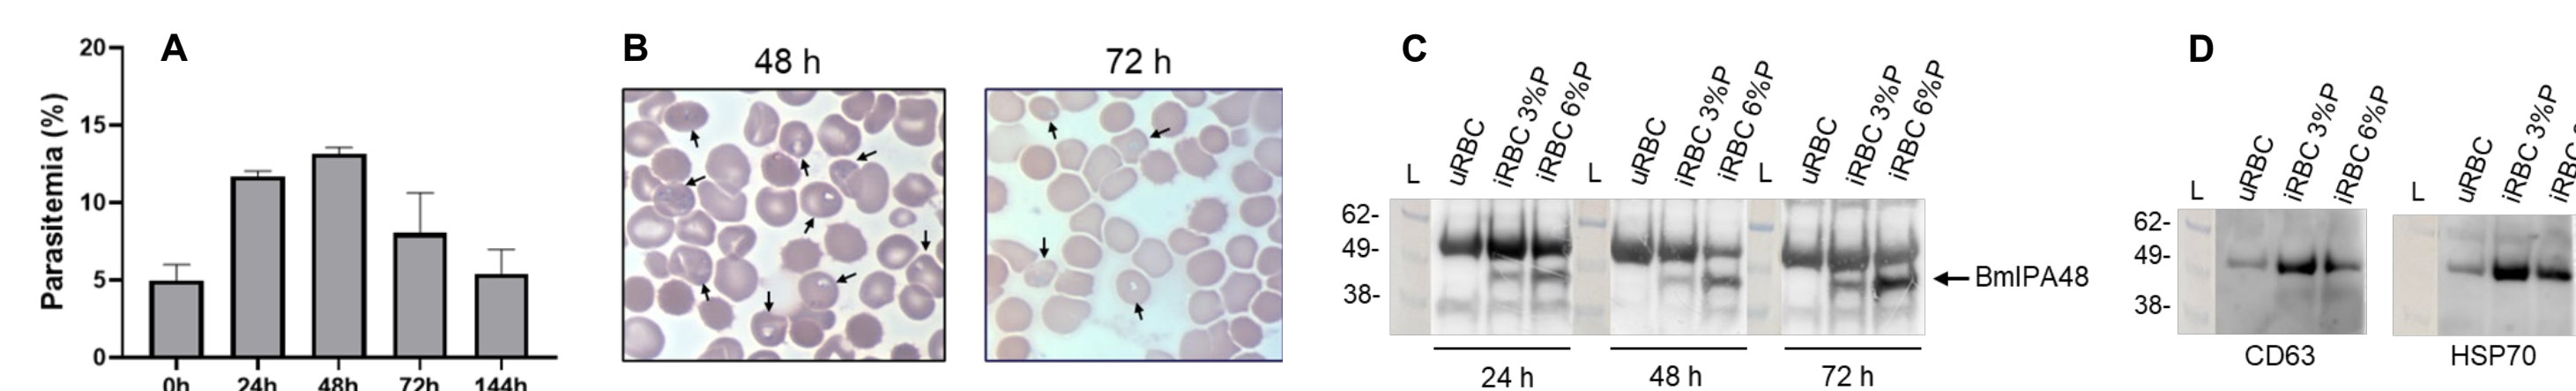 A
20
15
10
5
0
Parasitemia (%)
0h 24h 48h 72h 144h
B
48 h 72 h
C
L uRBC iRBC 3%P iRBC 6%P L uRBC iRBC 3%P iRBC 6%P L uRBC iRBC 3%P iRBC 6%P
62-
49-
38-
BmIPA48
24 h 48 h 72 h
D
L uRBC iRBC 3%P iRBC 6%P
62-
49-
38-
CD63
L uRBC iRBC 3%P iRBC
HSP70